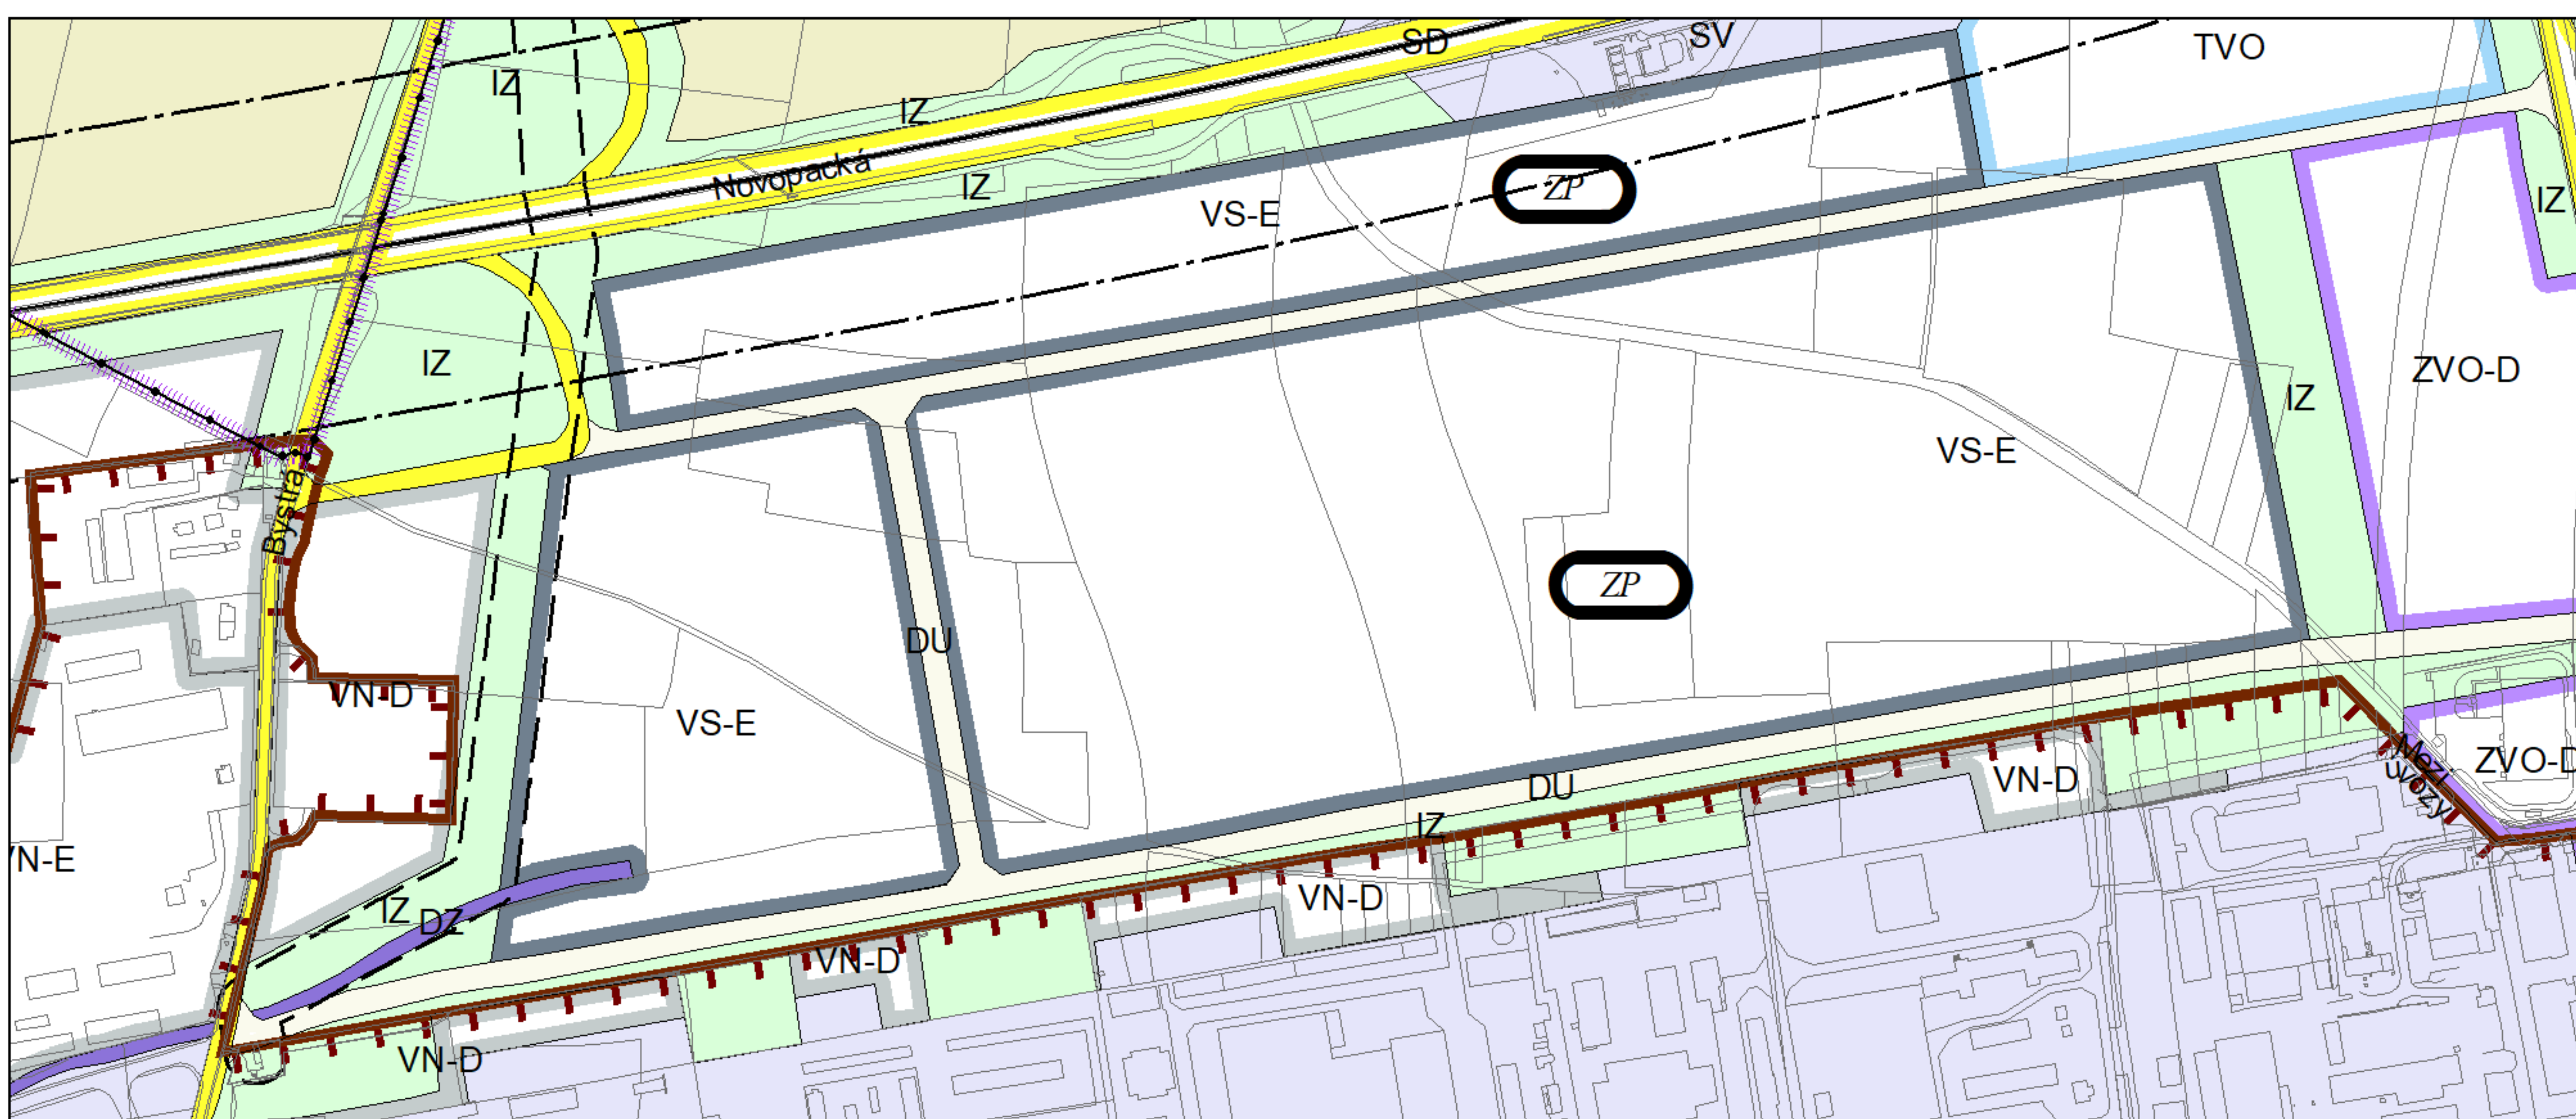 SD
SV
TVO
IZ
IZ
Novopacká
IZ
ZP
VS-E
IZ
IZ
ZVO-D
IZ
VS-E
Bystrá
ZP
DU
VN-D
VS-E
DU
VN-D
ZVO-D
Mezi
úvozy
IZ
VN-E
VN-D
IZ
DZ
VN-D
VN-D